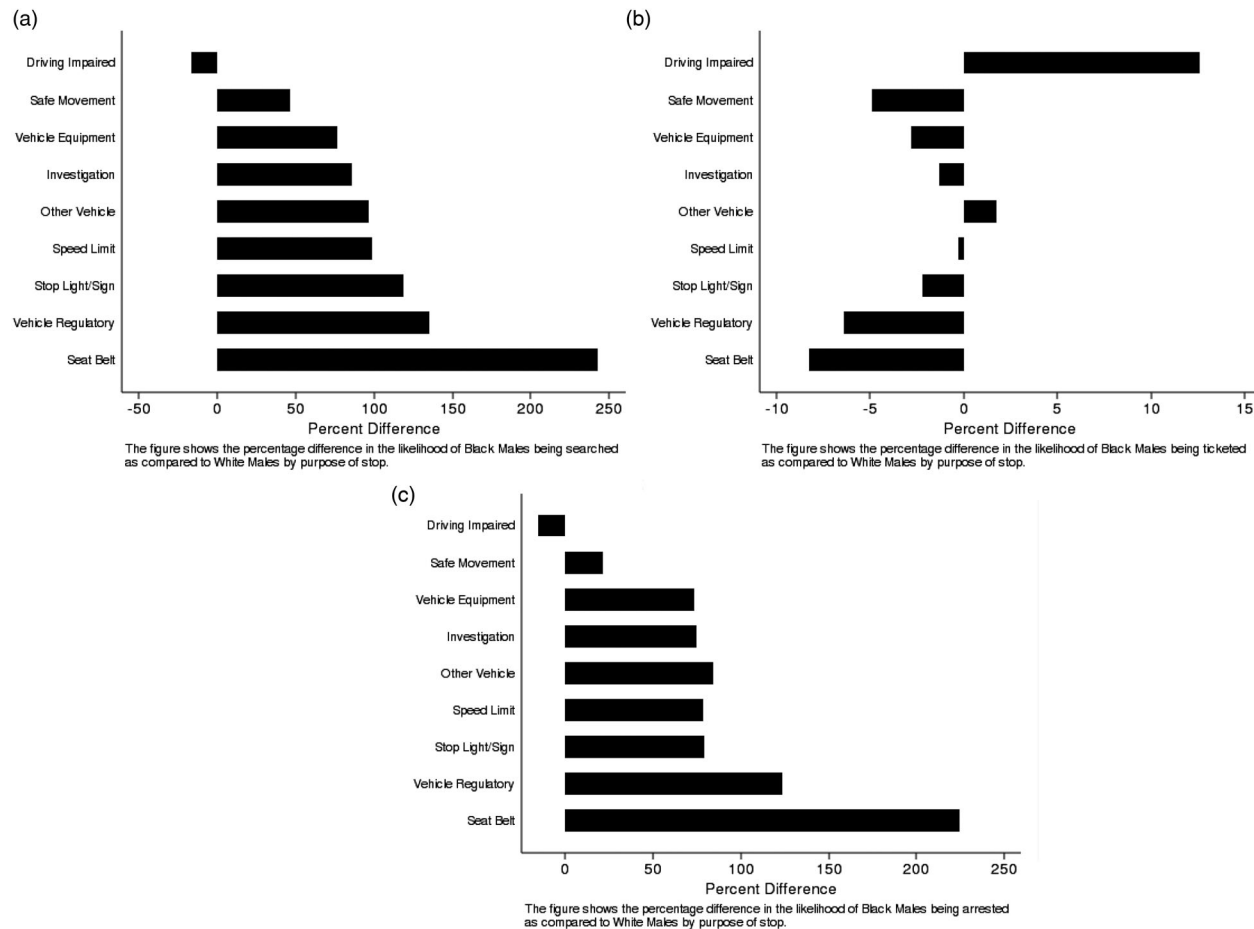 (a)
Driving Impaired
Safe Movement
Vehicle Equipment
Investigation
Other Vehicle
Speed Limit
Stop Light/Sign
Vehicle Regulatory
Seat Belt
-50 0 50 100 150 200 250
Percent Difference
The figure shows the percentage difference in the likelihood of Black Males being searched
as compared to White Males by purpose of stop.
(b)
Driving Impaired
Safe Movement
Vehicle Equipment
Investigation
Other Vehicle
Speed Limit
Stop Light/Sign
Vehicle Regulatory
Seat Belt
-10 -5 0 5 10 15
Percent Difference
The figure shows the percentage difference in the likelihood of Black Males being ticketed
as compared to White Males by purpose of stop.
(c)
Driving Impaired
Safe Movement
Vehicle Equipment
Investigation
Other Vehicle
Speed Limit
Stop Light/Sign
Vehicle Regulatory
Seat Belt
0 50 100 150 200 250
Percent Difference
The figure shows the percentage difference in the likelihood of Black Males being arrested
as compared to White Males by purpose of stop.